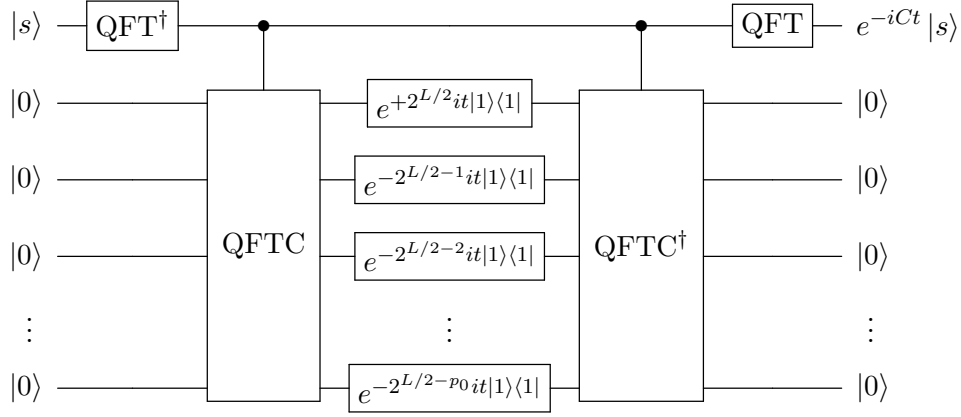 |s⟩ QFT† QFT e^{-iCt} |s⟩
|0⟩ e^{+2^{L/2}it|1⟩⟨1|} |0⟩
|0⟩ e^{-2^{L/2-1}it|1⟩⟨1|} |0⟩
|0⟩ QFTC e^{-2^{L/2-2}it|1⟩⟨1|} QFTC† |0⟩
⋮ ⋮ ⋮
|0⟩ e^{-2^{L/2-p_0}it|1⟩⟨1|} |0⟩